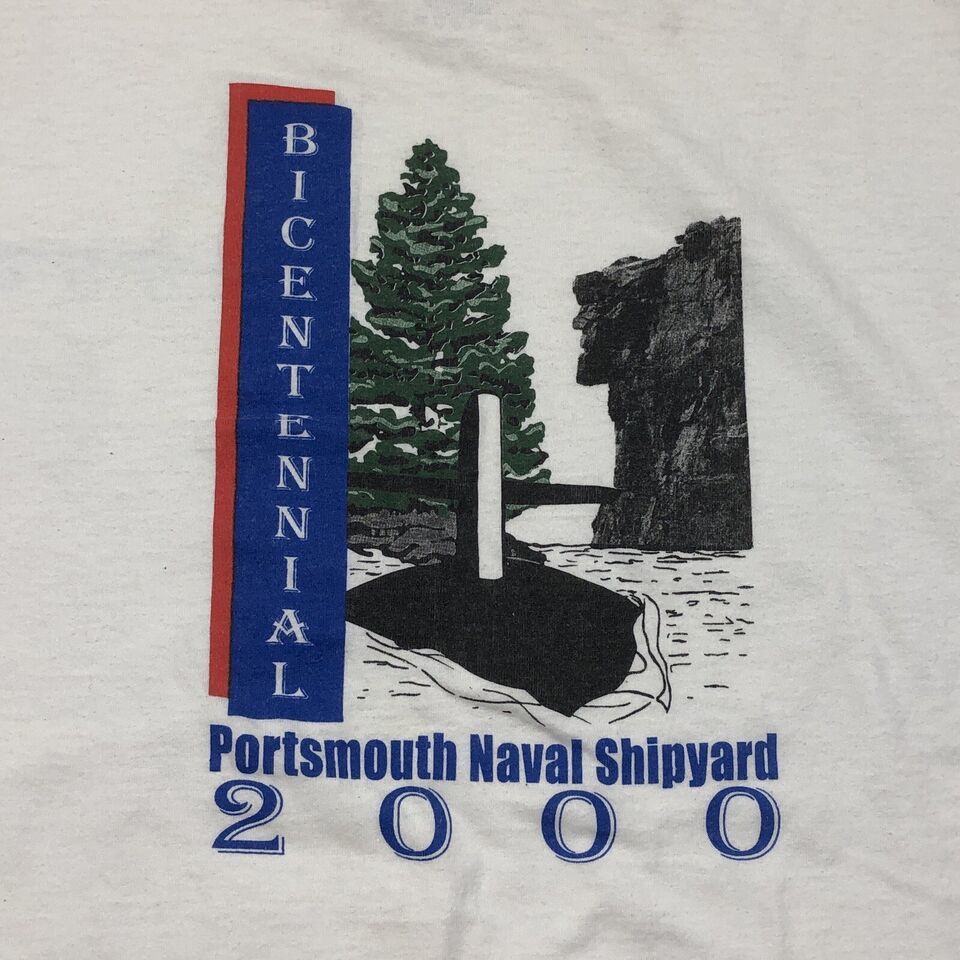 BICENTENNIAL
Portsmouth Naval Shipyard
2000